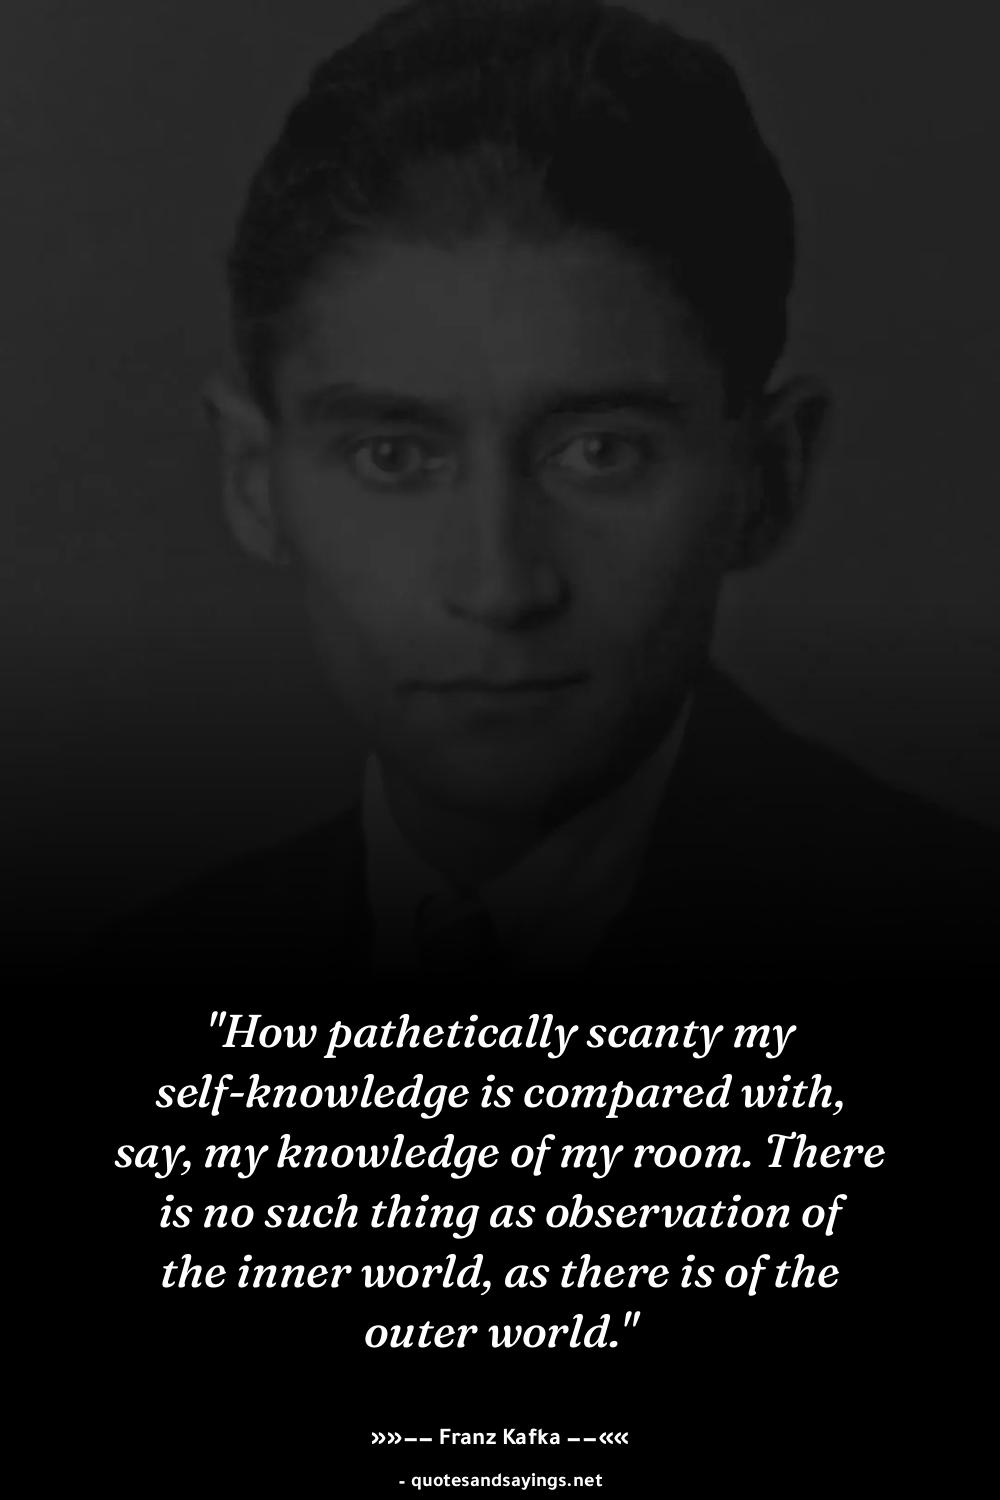 "How pathetically scanty my
self-knowledge is compared with,
say, my knowledge of my room. There
is no such thing as observation of
the inner world, as there is of the
outer world."
»»–– Franz Kafka ––««
- quotesandsayings.net